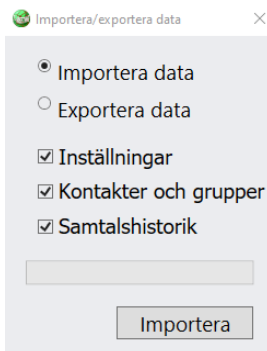 Importera/exportera data
Importera data
Exportera data
Inställningar
Kontakter och grupper
Samtalshistorik
Importera